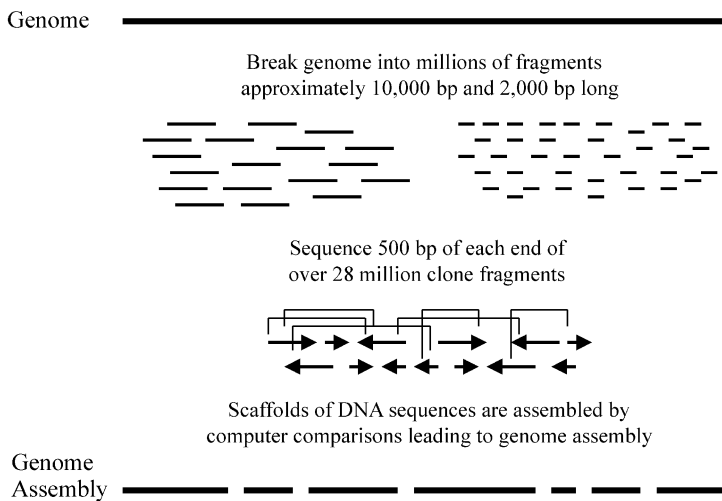 Genome
Break genome into millions of fragments
approximately 10,000 bp and 2,000 bp long
Sequence 500 bp of each end of
over 28 million clone fragments
Scaffolds of DNA sequences are assembled by
computer comparisons leading to genome assembly
Genome
Assembly